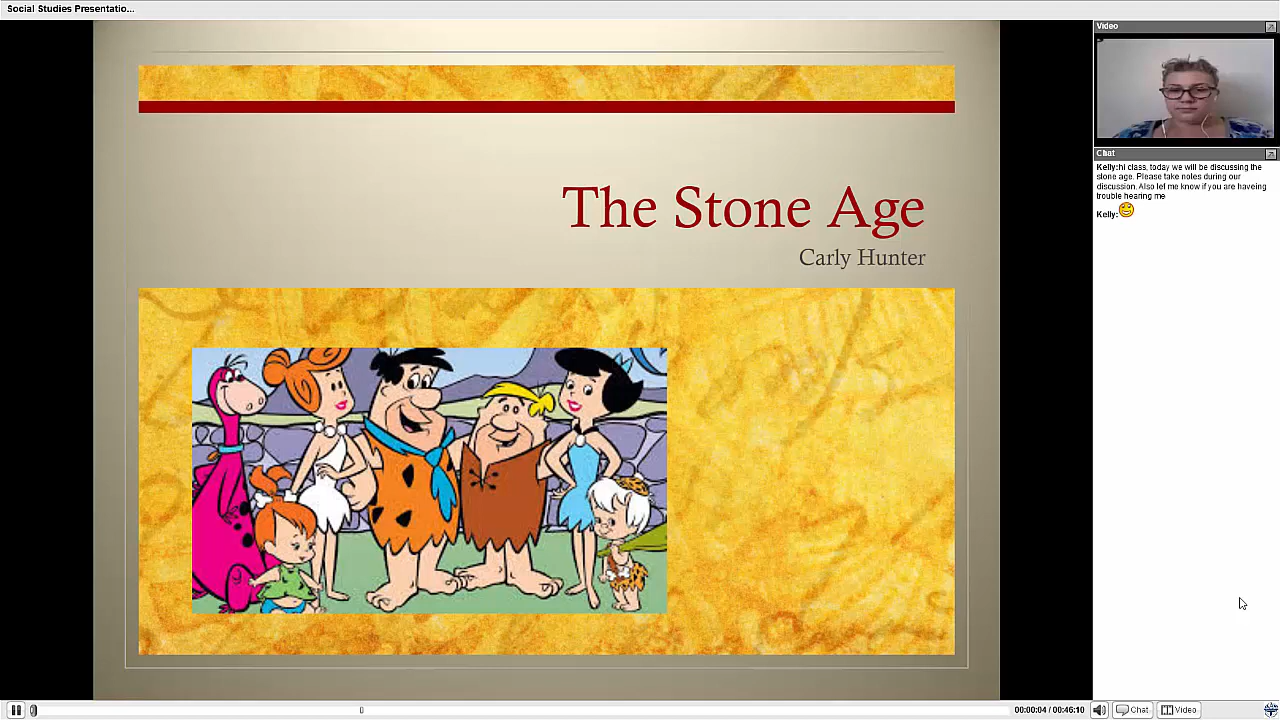 Social Studies Presentatio...
The Stone Age
Carly Hunter
Video
Chat
Kelly:hi class, today we will be discussing the
stone age. Please take notes during our
discussion. Also let me know if you are haveing
trouble hearing me
Kelly:
00:00:04 / 00:46:10
Chat
Video